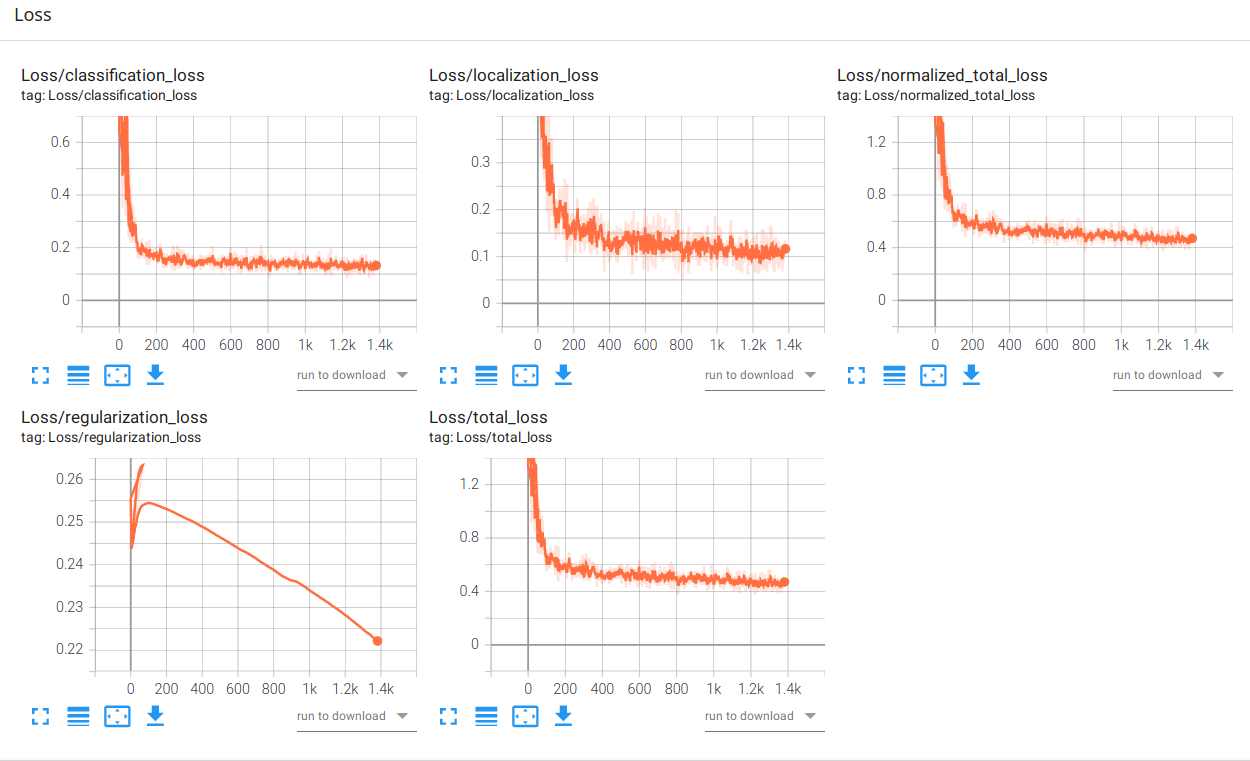 Loss
Loss/classification_loss
tag: Loss/classification_loss
0.6
0.4
0.2
0
0 200 400 600 800 1k 1.2k 1.4k
run to download
Loss/localization_loss
tag: Loss/localization_loss
0.3
0.2
0.1
0
0 200 400 600 800 1k 1.2k 1.4k
run to download
Loss/normalized_total_loss
tag: Loss/normalized_total_loss
1.2
0.8
0.4
0
0 200 400 600 800 1k 1.2k 1.4k
run to download
Loss/regularization_loss
tag: Loss/regularization_loss
0.26
0.25
0.24
0.23
0.22
0 200 400 600 800 1k 1.2k 1.4k
run to download
Loss/total_loss
tag: Loss/total_loss
1.2
0.8
0.4
0
0 200 400 600 800 1k 1.2k 1.4k
run to download